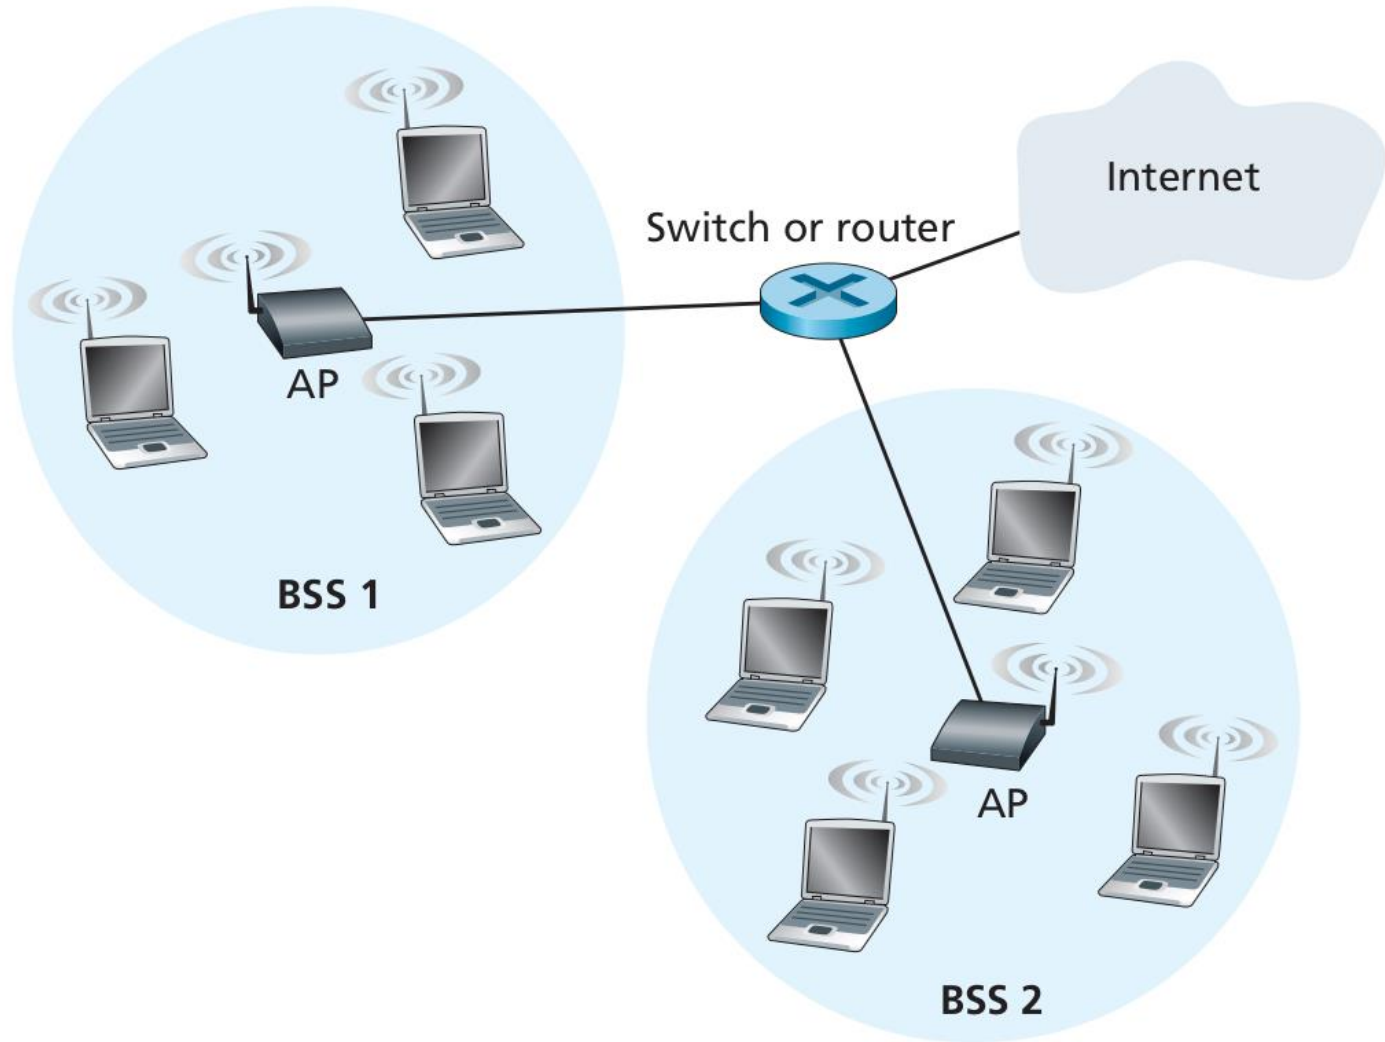 Internet
Switch or router
AP
BSS 1
AP
BSS 2